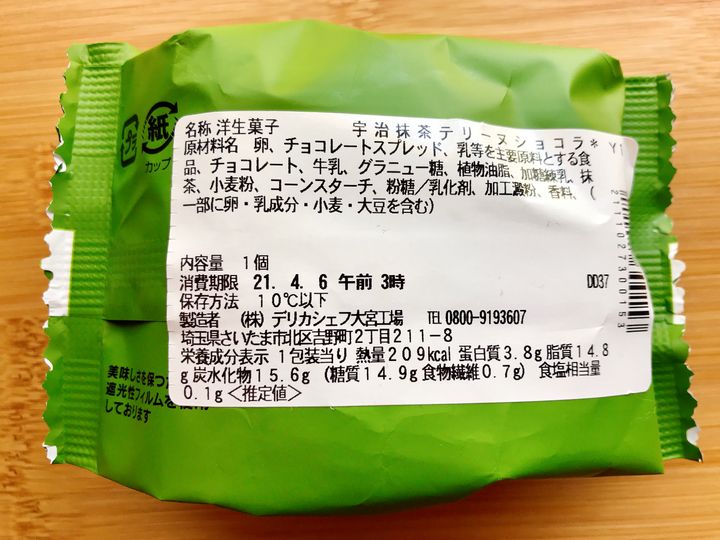 名称 洋生菓子 宇治抹茶テリーヌショコラ* Y1
原材料名 卵、チョコレートスプレッド、乳等を主要原料とする食
品、チョコレート、牛乳、グラニュー糖、植物油脂、加糖練乳、抹
茶、小麦粉、コーンスターチ、粉糖/乳化剤、加工澱粉、香料、(
一部に卵・乳成分・小麦・大豆を含む)
内容量 1個
消費期限 21. 4. 6 午前 3時 DD37
保存方法 10℃以下
製造者 (株)デリカシェフ大宮工場 TEL 0800-9193607
埼玉県さいたま市北区吉野町2丁目211-8
栄養成分表示 1包装当り 熱量209kcal 蛋白質3.8g 脂質14.8
g 炭水化物15.6g (糖質14.9g 食物繊維0.7g) 食塩相当量
0.1g <推定値>
紙
カップ
美味しさを保つ
遮光性フィルムを
しております